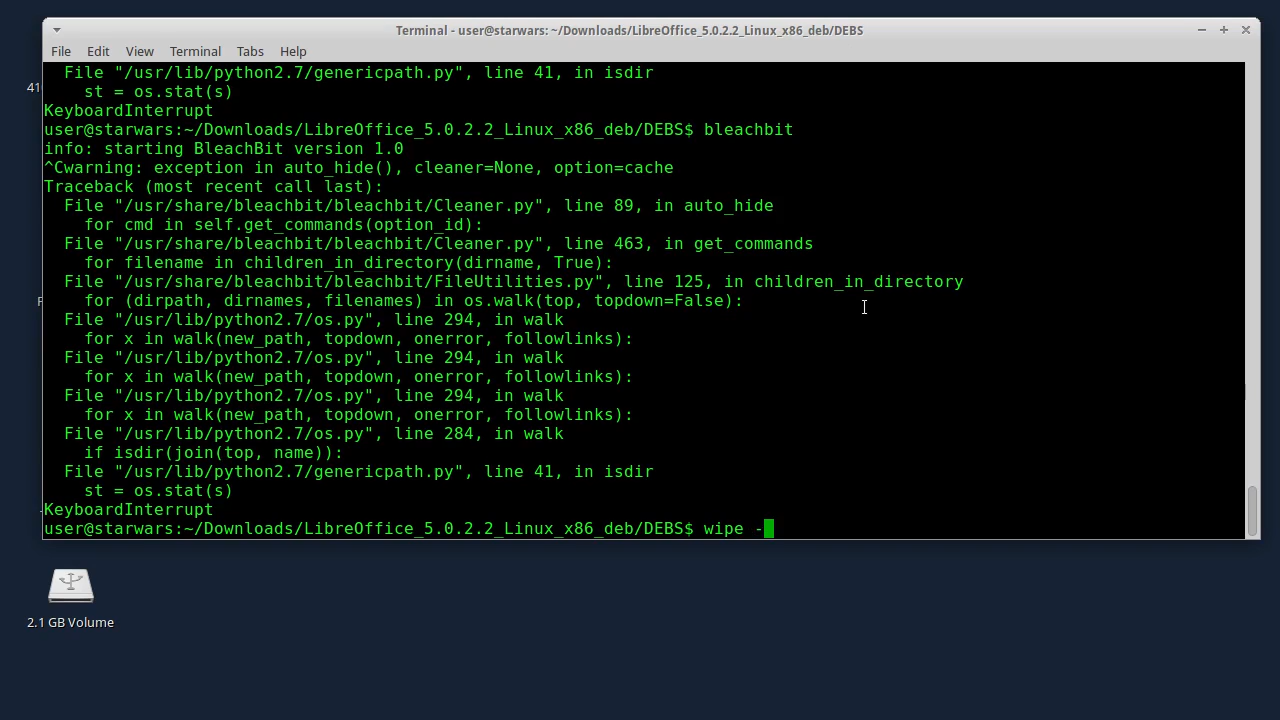 Terminal - user@starwars: ~/Downloads/LibreOffice_5.0.2.2_Linux_x86_deb/DEBS
File Edit View Terminal Tabs Help
  File "/usr/lib/python2.7/genericpath.py", line 41, in isdir
    st = os.stat(s)
KeyboardInterrupt
user@starwars:~/Downloads/LibreOffice_5.0.2.2_Linux_x86_deb/DEBS$ bleachbit
info: starting BleachBit version 1.0
^Cwarning: exception in auto_hide(), cleaner=None, option=cache
Traceback (most recent call last):
  File "/usr/share/bleachbit/bleachbit/Cleaner.py", line 89, in auto_hide
    for cmd in self.get_commands(option_id):
  File "/usr/share/bleachbit/bleachbit/Cleaner.py", line 463, in get_commands
    for filename in children_in_directory(dirname, True):
  File "/usr/share/bleachbit/bleachbit/FileUtilities.py", line 125, in children_in_directory
    for (dirpath, dirnames, filenames) in os.walk(top, topdown=False):
  File "/usr/lib/python2.7/os.py", line 294, in walk
    for x in walk(new_path, topdown, onerror, followlinks):
  File "/usr/lib/python2.7/os.py", line 294, in walk
    for x in walk(new_path, topdown, onerror, followlinks):
  File "/usr/lib/python2.7/os.py", line 294, in walk
    for x in walk(new_path, topdown, onerror, followlinks):
  File "/usr/lib/python2.7/os.py", line 284, in walk
    if isdir(join(top, name)):
  File "/usr/lib/python2.7/genericpath.py", line 41, in isdir
    st = os.stat(s)
KeyboardInterrupt
user@starwars:~/Downloads/LibreOffice_5.0.2.2_Linux_x86_deb/DEBS$ wipe -
2.1 GB Volume